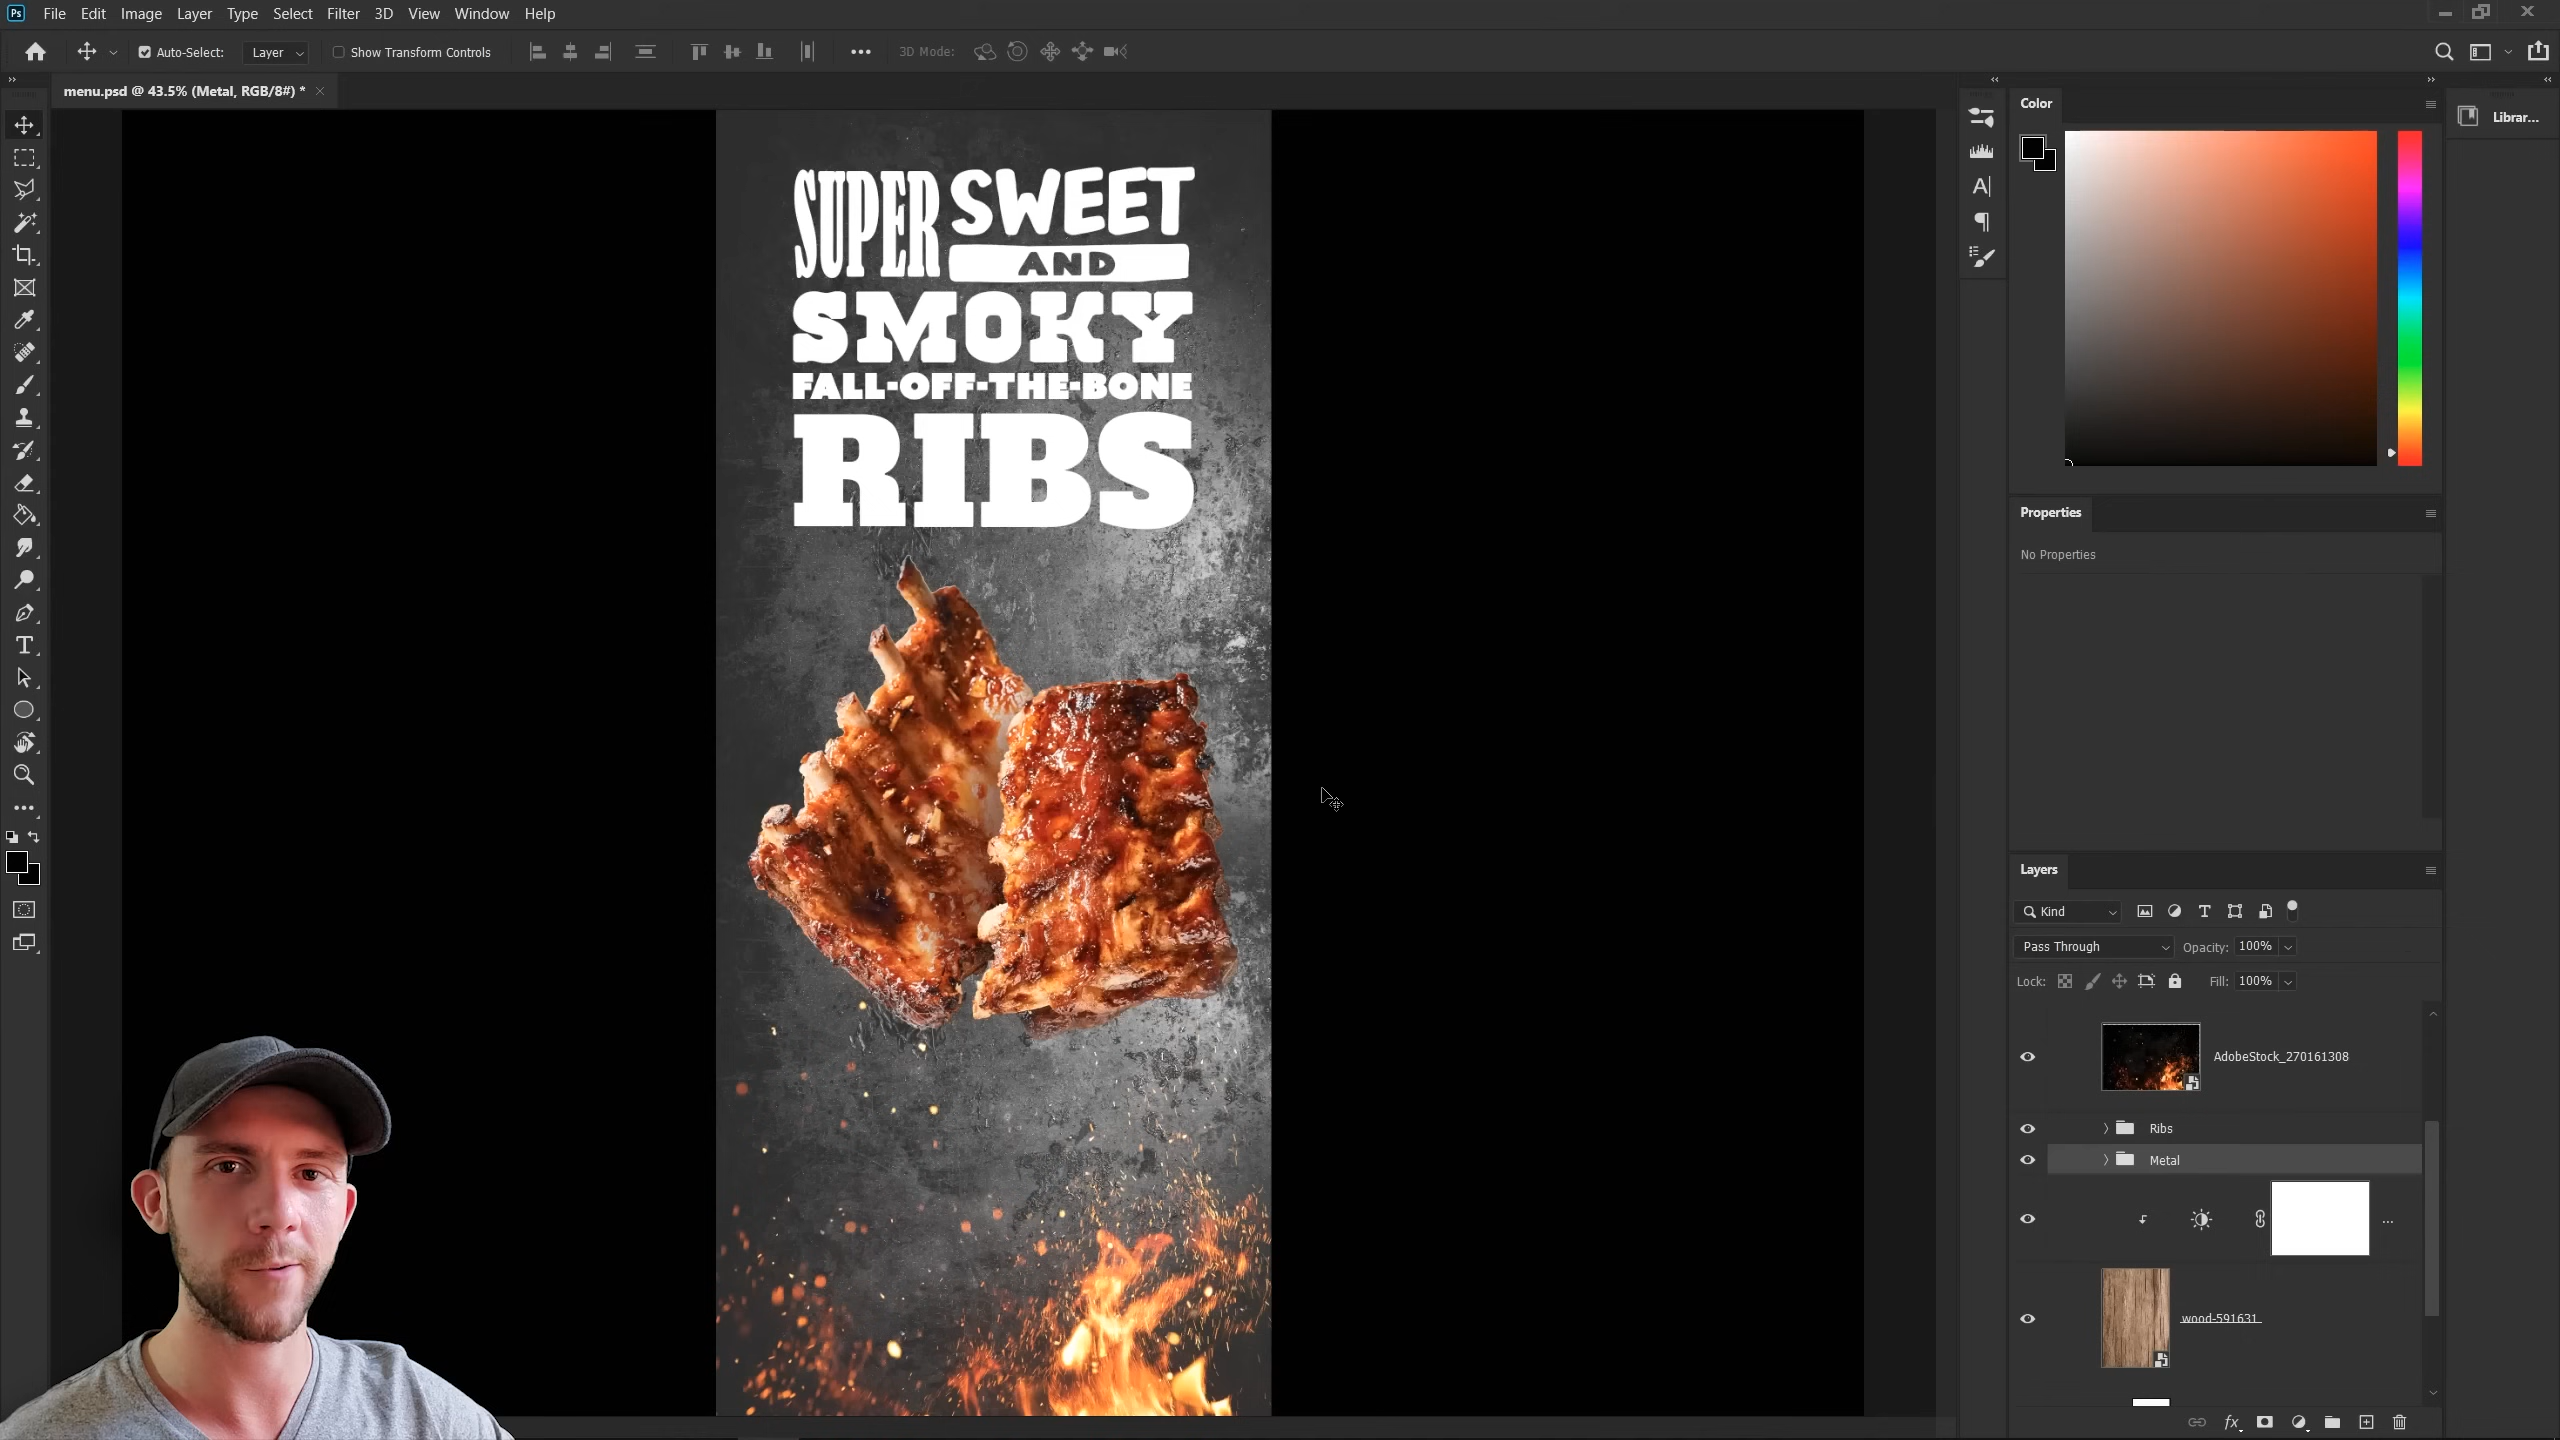 Ps File Edit Image Layer Type Select Filter 3D View Window Help
Auto-Select: Layer Show Transform Controls 3D Mode:
menu.psd @ 43.5% (Metal, RGB/8#) *
SUPER SWEET
AND
SMOKY
FALL-OFF-THE-BONE
RIBS
Color
Librar...
Properties
No Properties
Layers
Kind
Pass Through Opacity: 100%
Lock: Fill: 100%
AdobeStock_270161308
Ribs
Metal
...
wood-591631
fx